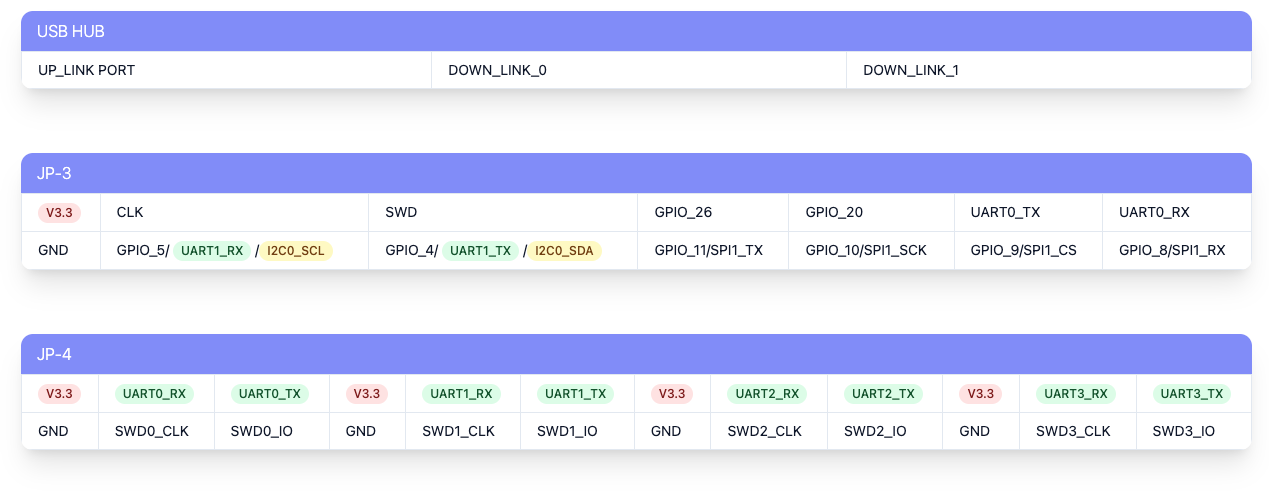 USB HUB
UP_LINK PORT DOWN_LINK_0 DOWN_LINK_1
JP-3
V3.3 CLK SWD GPIO_26 GPIO_20 UART0_TX UART0_RX
GND GPIO_5/ UART1_RX /I2C0_SCL GPIO_4/ UART1_TX /I2C0_SDA GPIO_11/SPI1_TX GPIO_10/SPI1_SCK GPIO_9/SPI1_CS GPIO_8/SPI1_RX
JP-4
V3.3 UART0_RX UART0_TX V3.3 UART1_RX UART1_TX V3.3 UART2_RX UART2_TX V3.3 UART3_RX UART3_TX
GND SWD0_CLK SWD0_IO GND SWD1_CLK SWD1_IO GND SWD2_CLK SWD2_IO GND SWD3_CLK SWD3_IO